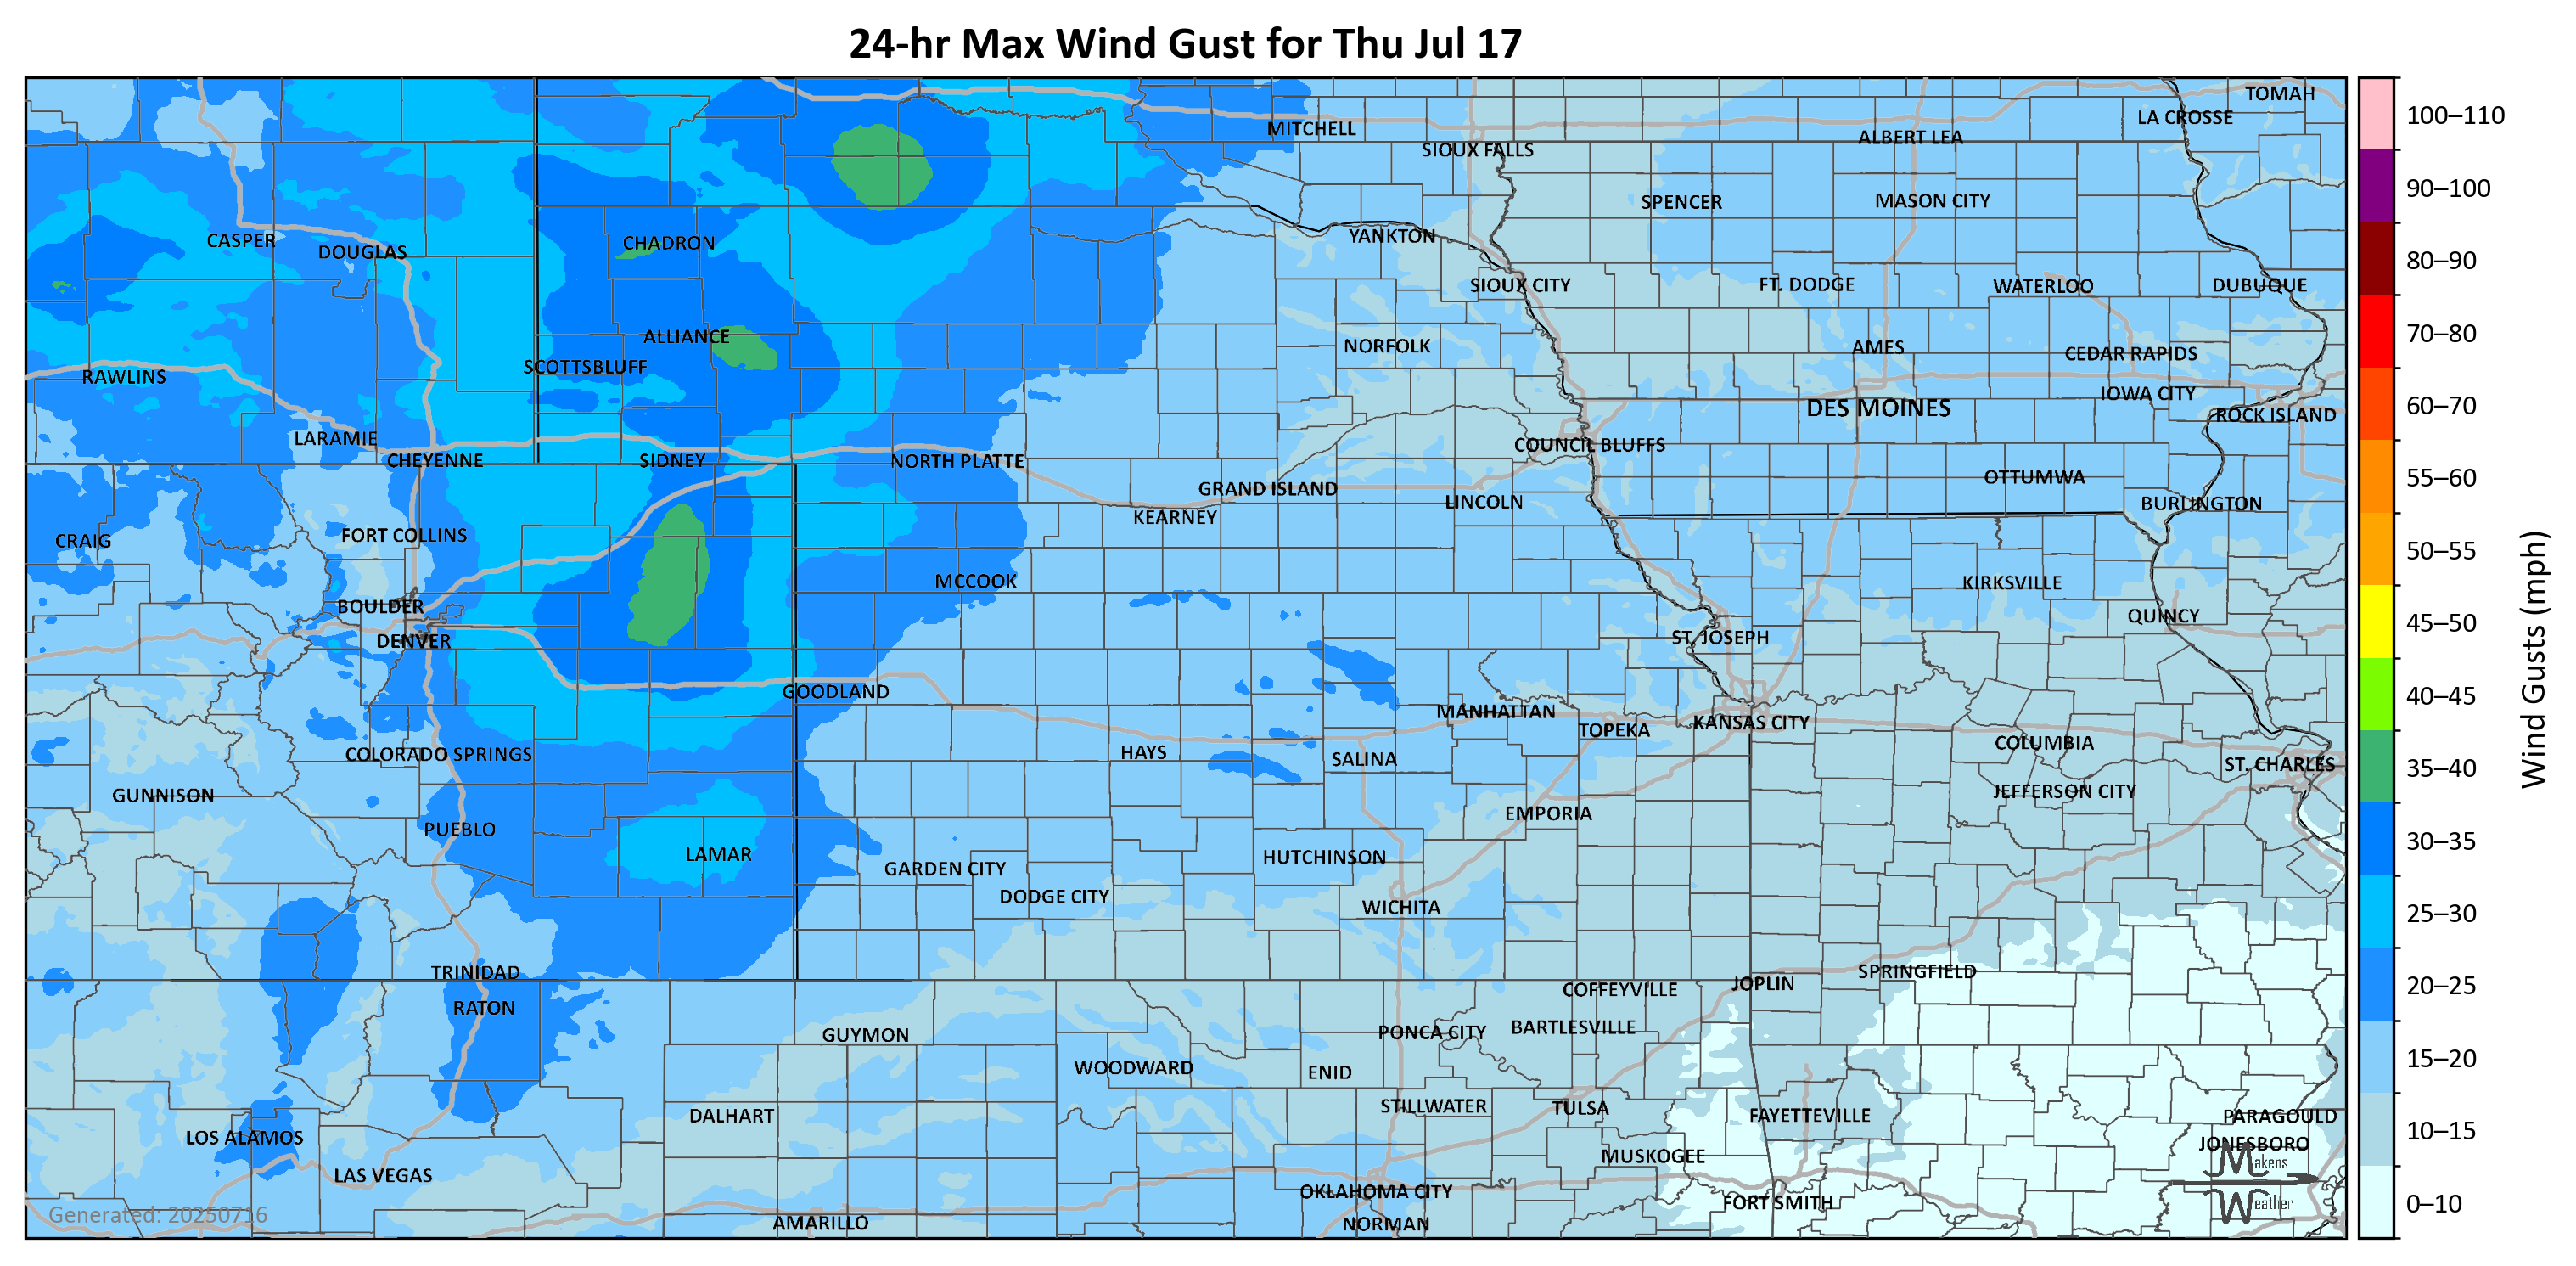 24-hr Max Wind Gust for Thu Jul 17
TOMAH
LA CROSSE
MITCHELL
ALBERT LEA
SIOUX FALLS
SPENCER
MASON CITY
CASPER
DOUGLAS
CHADRON
YANKTON
SIOUX CITY
FT. DODGE
WATERLOO
DUBUQUE
ALLIANCE
NORFOLK
AMES
CEDAR RAPIDS
SCOTTSBLUFF
RAWLINS
IOWA CITY
DES MOINES
ROCK ISLAND
LARAMIE
COUNCIL BLUFFS
CHEYENNE
SIDNEY
NORTH PLATTE
OTTUMWA
GRAND ISLAND
LINCOLN
BURLINGTON
KEARNEY
FORT COLLINS
CRAIG
MCCOOK
KIRKSVILLE
BOULDER
QUINCY
DENVER
ST. JOSEPH
GOODLAND
MANHATTAN
TOPEKA
KANSAS CITY
COLUMBIA
COLORADO SPRINGS
HAYS
SALINA
ST. CHARLES
GUNNISON
JEFFERSON CITY
EMPORIA
PUEBLO
LAMAR
HUTCHINSON
GARDEN CITY
DODGE CITY
WICHITA
TRINIDAD
SPRINGFIELD
JOPLIN
COFFEYVILLE
RATON
GUYMON
PONCA CITY
BARTLESVILLE
WOODWARD
ENID
DALHART
STILLWATER
TULSA
FAYETTEVILLE
PARAGOULD
LOS ALAMOS
JONESBORO
MUSKOGEE
LAS VEGAS
OKLAHOMA CITY
FORT SMITH
AMARILLO
NORMAN
Generated: 20250716
Makens
Weather
100–110
90–100
80–90
70–80
60–70
55–60
50–55
45–50
40–45
35–40
30–35
25–30
20–25
15–20
10–15
0–10
Wind Gusts (mph)